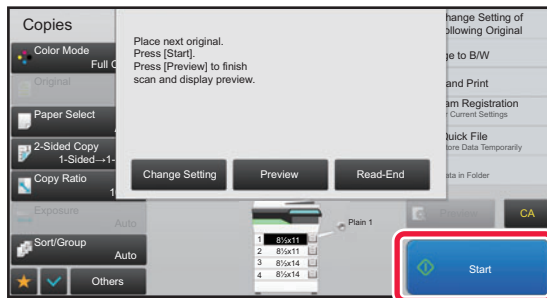 Copies
Color Mode
Full C
Original
Paper Select
2-Sided Copy
1-Sided→1-
Copy Ratio
Exposure
Auto
Sort/Group
Auto
Others
Place next original.
Press [Start].
Press [Preview] to finish
scan and display preview.
Change Setting
Preview
Read-End
Plain 1
1 8½x11
2 8½x11
3 8½x14
4 8½x14
hange Setting of
ollowing Original
ge to B/W
and Print
am Registration
Current Settings
Quick File
ore Data Temporarily
ata in Folder
CA
Start